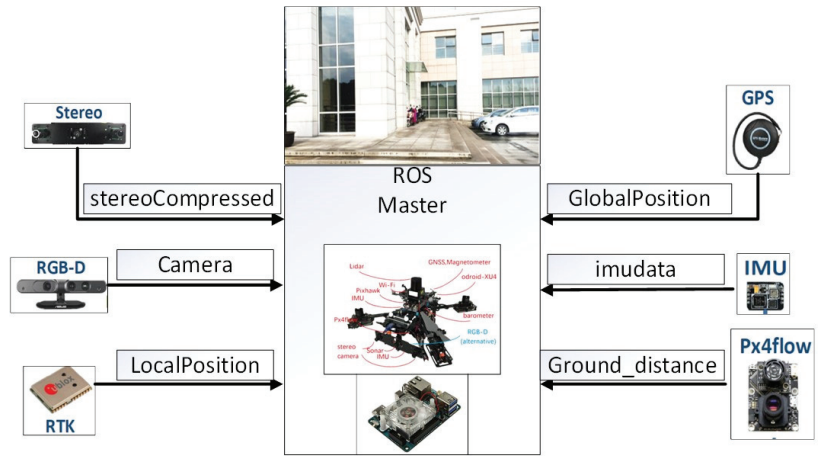 Stereo
stereoCompressed
RGB-D
Camera
LocalPosition
RTK
ROS
Master
Lidar
GNSS,Magnetometer
odroid-XU4
Wi-Fi
Pixhawk
IMU
Px4fl
barometer
RGB-D
(alternative)
stereo
camera
Sonar
IMU
GPS
GlobalPosition
imudata
IMU
Ground_distance
Px4flow